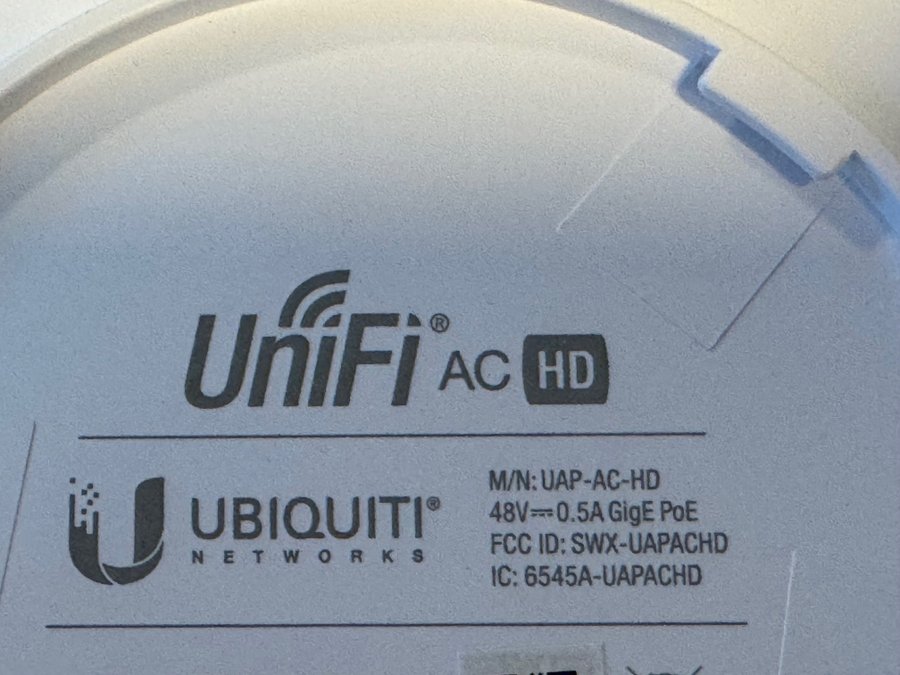 UniFi® AC HD
UBIQUITI®
NETWORKS
M/N: UAP-AC-HD
48V⎓0.5A GigE PoE
FCC ID: SWX-UAPACHD
IC: 6545A-UAPACHD